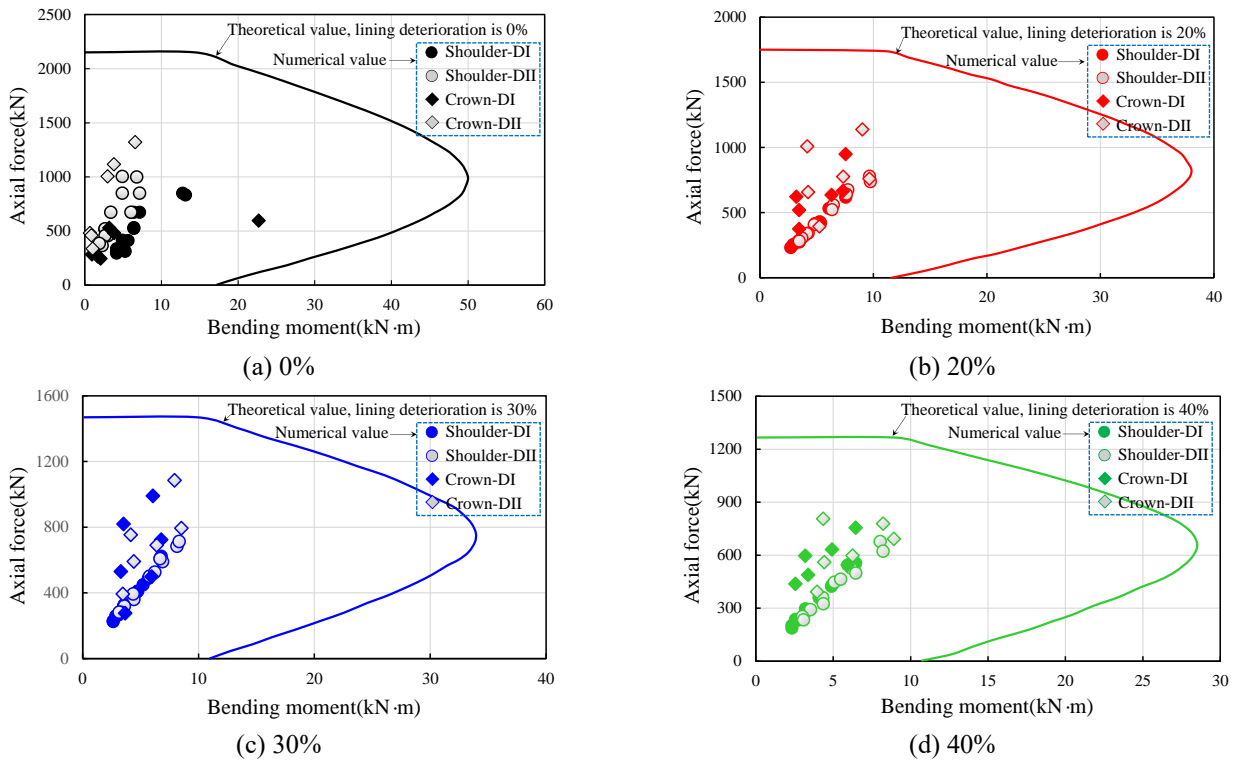 Theoretical value, lining deterioration is 0%
Numerical value
Shoulder-DI
Shoulder-DII
Crown-DI
Crown-DII
Axial force(kN)
2500
2000
1500
1000
500
0
0 10 20 30 40 50 60
Bending moment(kN·m)
(a) 0%
Theoretical value, lining deterioration is 20%
Numerical value
Shoulder-DI
Shoulder-DII
Crown-DI
Crown-DII
Axial force(kN)
2000
1750
1500
1250
1000
750
500
250
0
0 10 20 30 40
Bending moment(kN·m)
(b) 20%
Theoretical value, lining deterioration is 30%
Numerical value
Shoulder-DI
Shoulder-DII
Crown-DI
Crown-DII
Axial force(kN)
1600
1200
800
400
0
0 10 20 30 40
Bending moment(kN·m)
(c) 30%
Theoretical value, lining deterioration is 40%
Numerical value
Shoulder-DI
Shoulder-DII
Crown-DI
Crown-DII
Axial force(kN)
1500
1200
900
600
300
0
0 5 10 15 20 25 30
Bending moment(kN·m)
(d) 40%